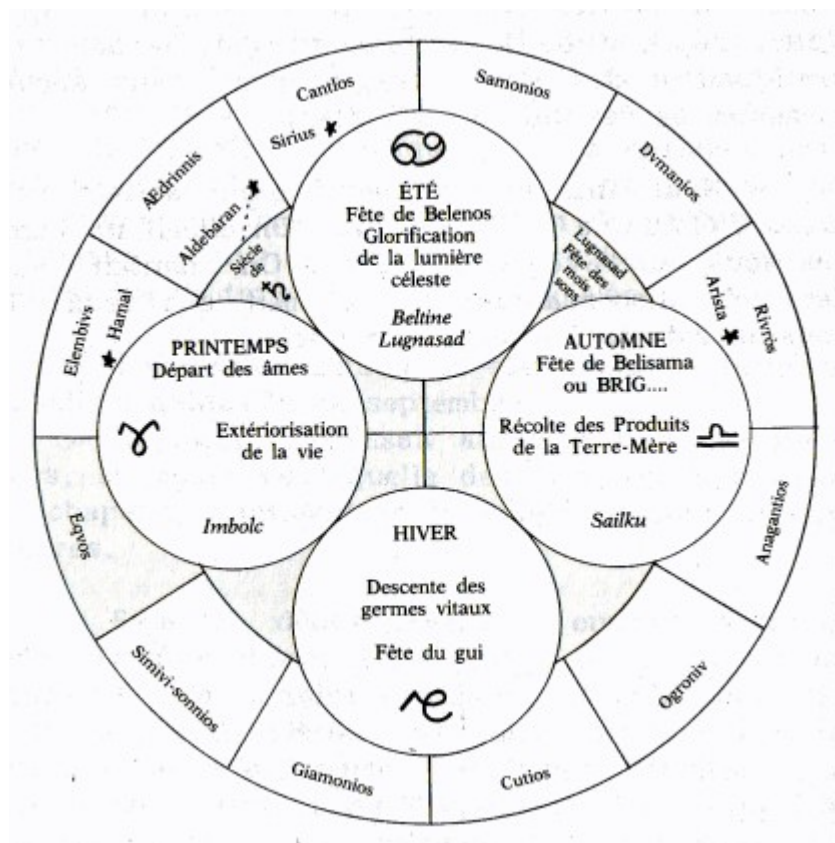 Cantlos
Samonios
Dvmanios
Rivros
Anagantios
Ogroniv
Cutios
Giamonios
Simivi-sonnios
Eqvos
Elembivs
AEdrinnis
Sirius
Aldebaran
Hamal
Arista
Siècle
de
Lugnasad
Fête des
mois
sont
ÉTÉ
Fête de Belenos
Glorification
de la lumière
céleste
Beltine
Lugnasad
PRINTEMPS
Départ des âmes
Extériorisation
de la vie
Imbolc
AUTOMNE
Fête de Belisama
ou BRIG....
Récolte des Produits
de la Terre-Mère
Sailku
HIVER
Descente des
germes vitaux
Fête du gui